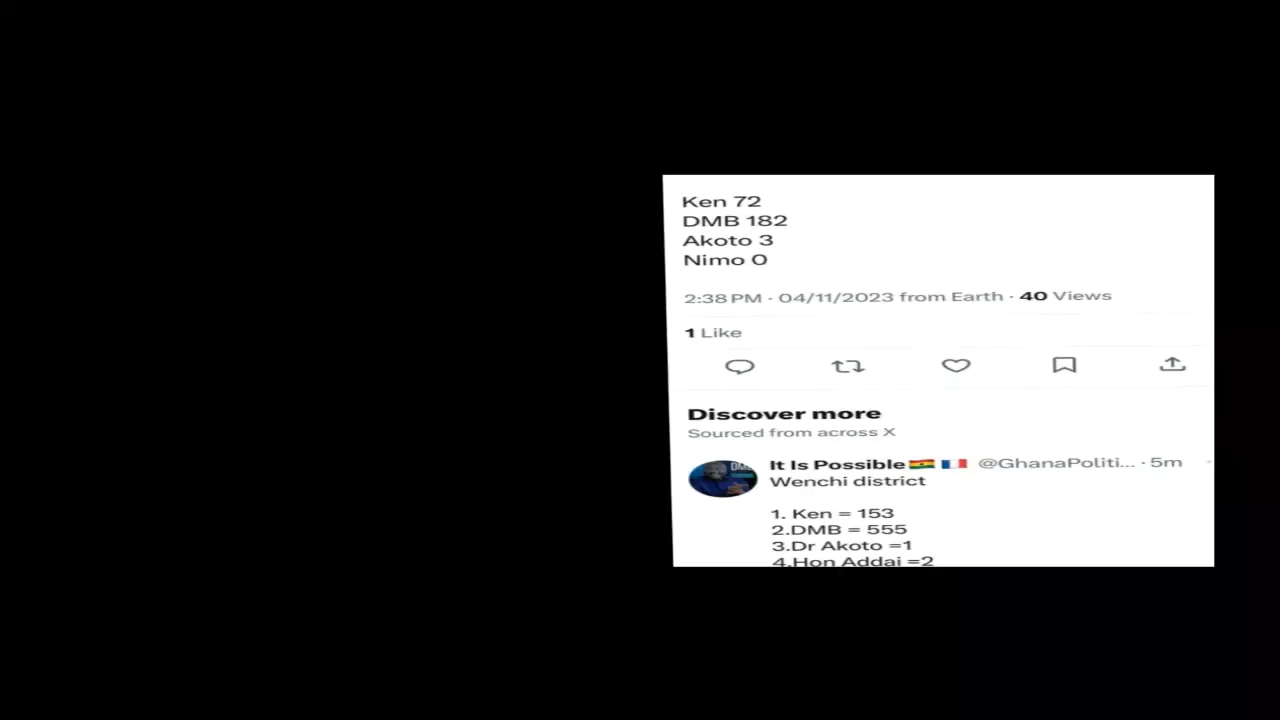 Ken 72
DMB 182
Akoto 3
Nimo 0
2:38 PM · 04/11/2023 from Earth · 40 Views
1 Like
Discover more
Sourced from across X
It Is Possible🇬🇭🇫🇷 @GhanaPoliti... · 5m
Wenchi district
1. Ken = 153
2.DMB = 555
3.Dr Akoto =1
4.Hon Addai =2